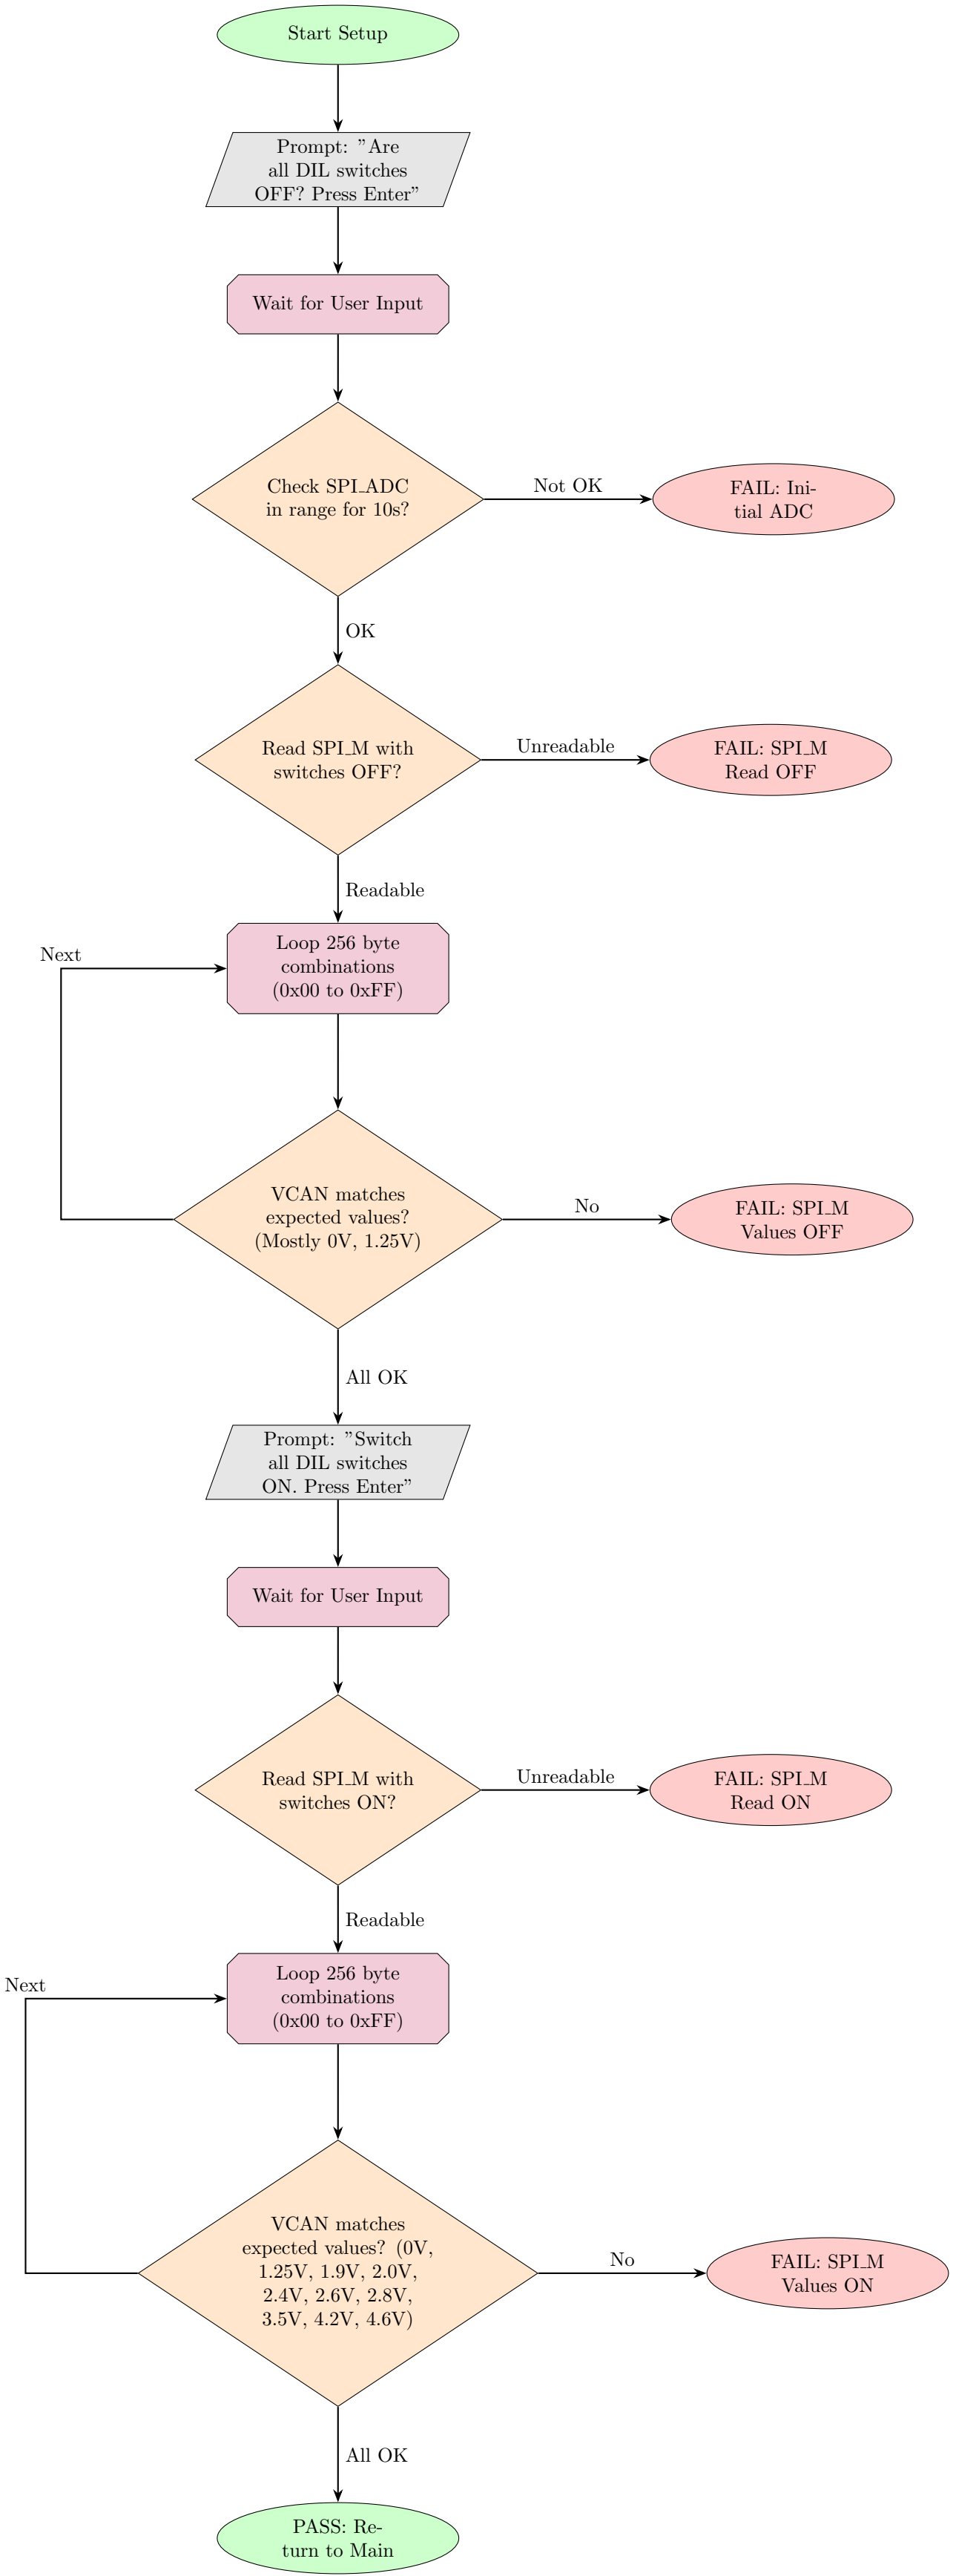 Start Setup
Prompt: ”Are
all DIL switches
OFF? Press Enter”
Wait for User Input
Check SPI_ADC
in range for 10s?
Not OK
FAIL: Ini-
tial ADC
OK
Read SPI_M with
switches OFF?
Unreadable
FAIL: SPI_M
Read OFF
Readable
Next
Loop 256 byte
combinations
(0x00 to 0xFF)
VCAN matches
expected values?
(Mostly 0V, 1.25V)
No
FAIL: SPI_M
Values OFF
All OK
Prompt: ”Switch
all DIL switches
ON. Press Enter”
Wait for User Input
Read SPI_M with
switches ON?
Unreadable
FAIL: SPI_M
Read ON
Readable
Next
Loop 256 byte
combinations
(0x00 to 0xFF)
VCAN matches
expected values? (0V,
1.25V, 1.9V, 2.0V,
2.4V, 2.6V, 2.8V,
3.5V, 4.2V, 4.6V)
No
FAIL: SPI_M
Values ON
All OK
PASS: Re-
turn to Main